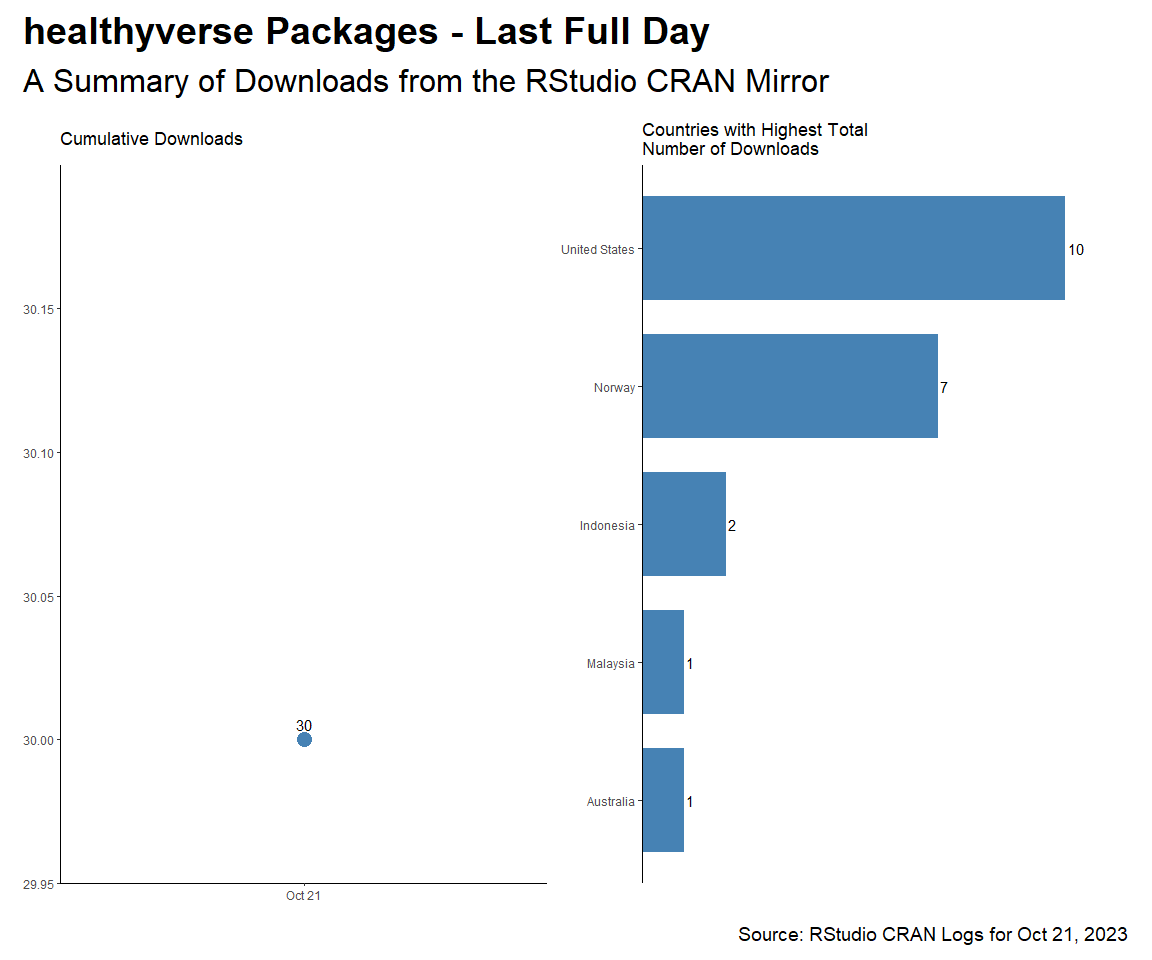 healthyverse Packages - Last Full Day
A Summary of Downloads from the RStudio CRAN Mirror
Cumulative Downloads
30.15
30.10
30.05
30.00
29.95
30
Oct 21
Countries with Highest Total
Number of Downloads
United States
10
Norway
7
Indonesia
2
Malaysia
1
Australia
1
Source: RStudio CRAN Logs for Oct 21, 2023